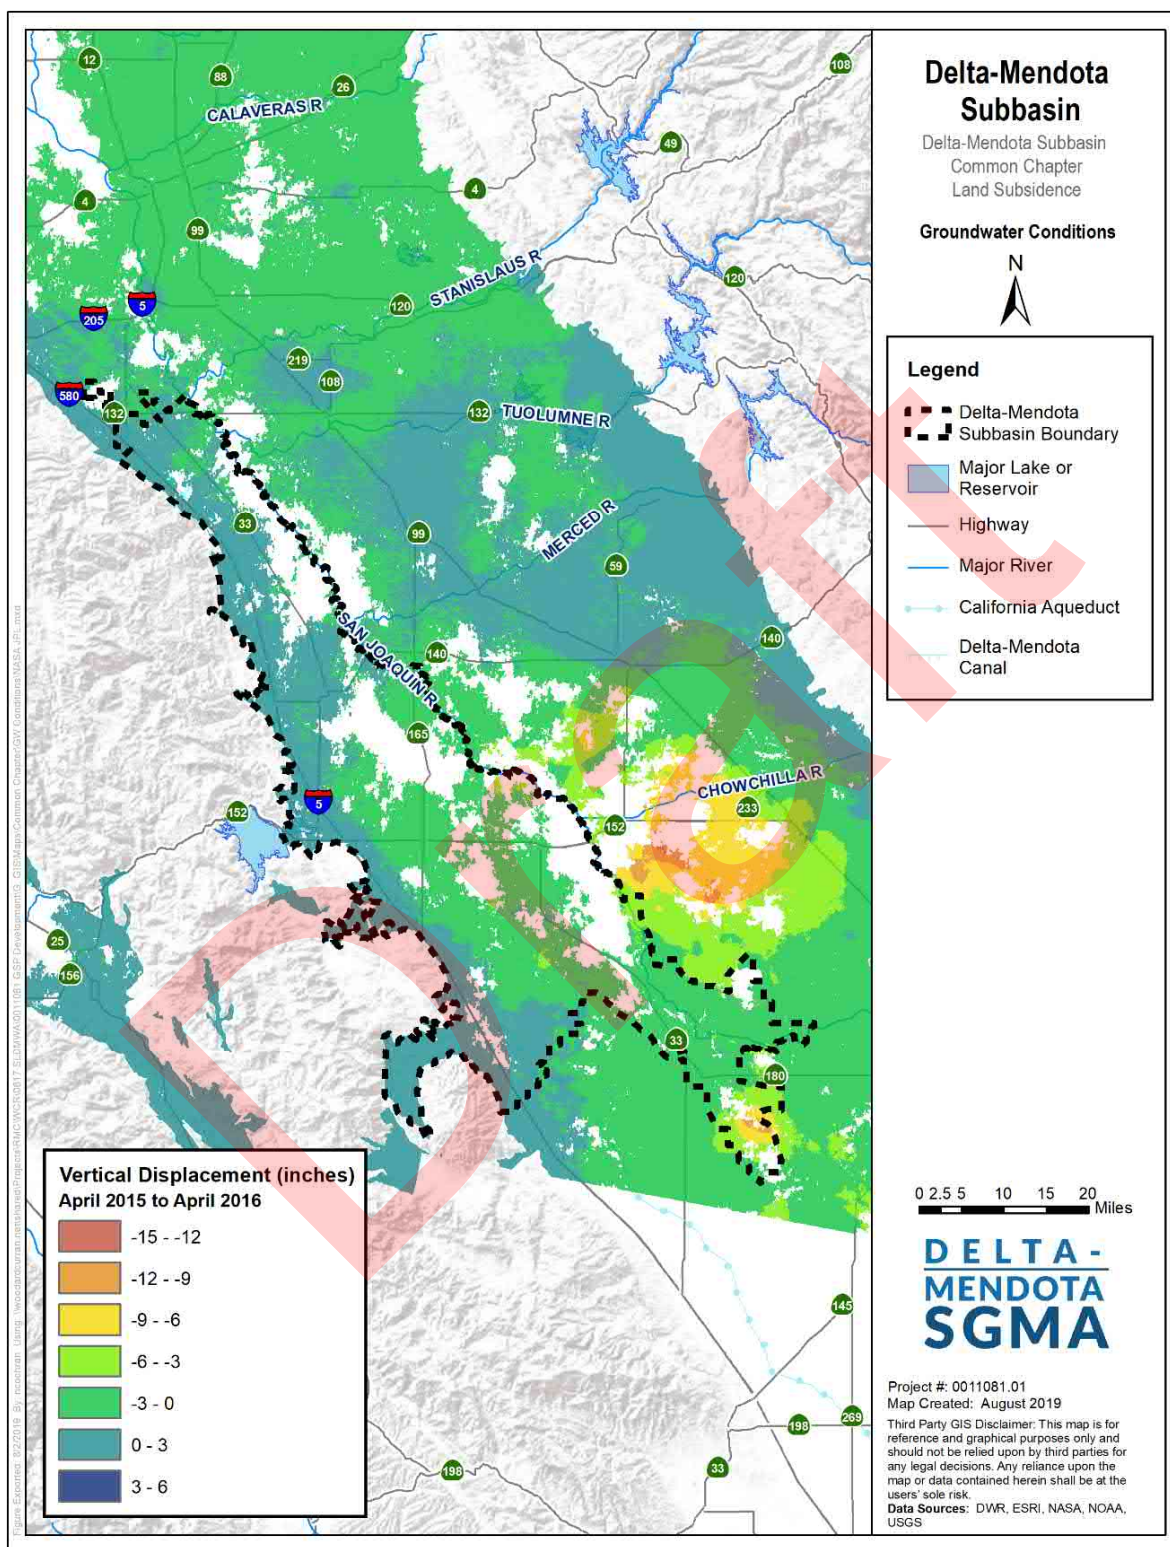 Delta-Mendota
Subbasin
Delta-Mendota Subbasin
Common Chapter
Land Subsidence
Groundwater Conditions
N
Legend
Delta-Mendota
Subbasin Boundary
Major Lake or
Reservoir
Highway
Major River
California Aqueduct
Delta-Mendota
Canal
12
88
26
108
CALAVERAS R
49
4
4
99
STANISLAUS R
120
5
205
120
219
108
580
132
132
TUOLUMNE R
33
99
MERCED R
59
SAN JOAQUIN R
140
140
165
CHOWCHILLA R
233
5
152
152
25
156
33
180
145
198
269
33
198
Draft
Vertical Displacement (inches)
April 2015 to April 2016
-15 - -12
-12 - -9
-9 - -6
-6 - -3
-3 - 0
0 - 3
3 - 6
0 2.5 5 10 15 20
Miles
DELTA-
MENDOTA
SGMA
Project #: 0011081.01
Map Created: August 2019
Third Party GIS Disclaimer: This map is for
reference and graphical purposes only and
should not be relied upon by third parties for
any legal decisions. Any reliance upon the
map or data contained herein shall be at the
users' sole risk.
Data Sources: DWR, ESRI, NASA, NOAA,
USGS